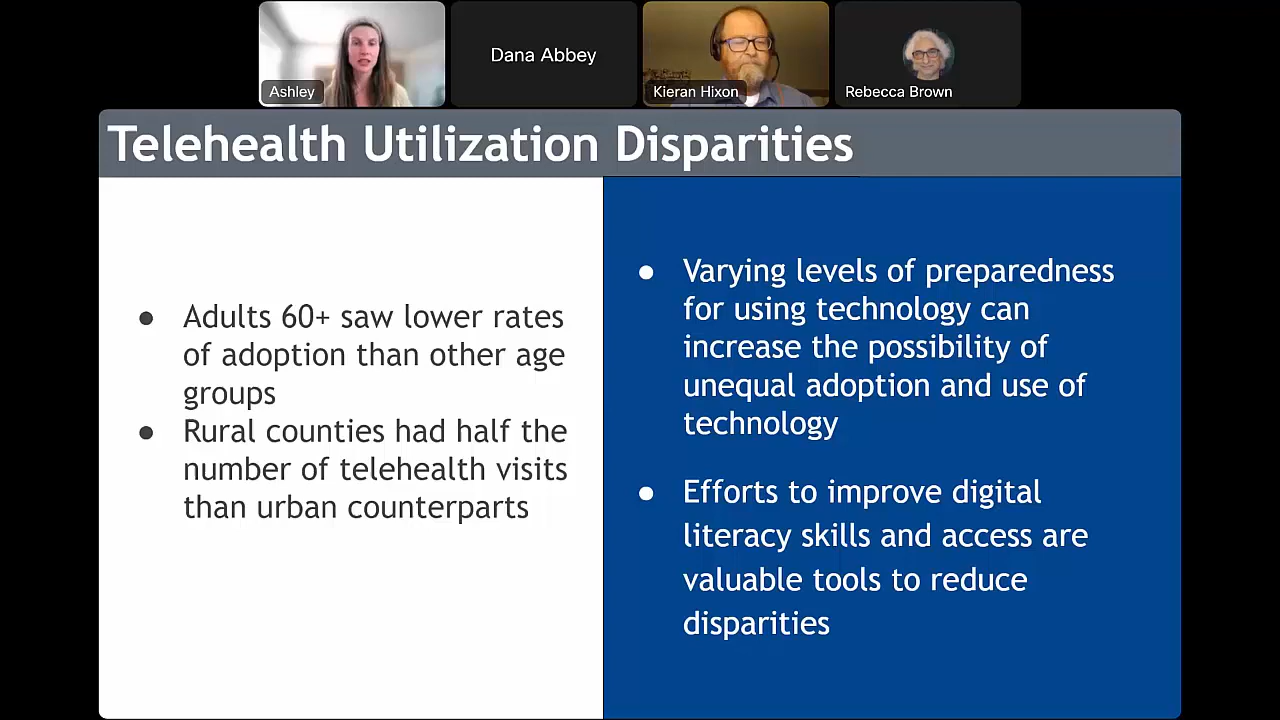 Ashley
Dana Abbey
Kieran Hixon
Rebecca Brown
Telehealth Utilization Disparities
● Adults 60+ saw lower rates
of adoption than other age
groups
● Rural counties had half the
number of telehealth visits
than urban counterparts
● Varying levels of preparedness
for using technology can
increase the possibility of
unequal adoption and use of
technology
● Efforts to improve digital
literacy skills and access are
valuable tools to reduce
disparities